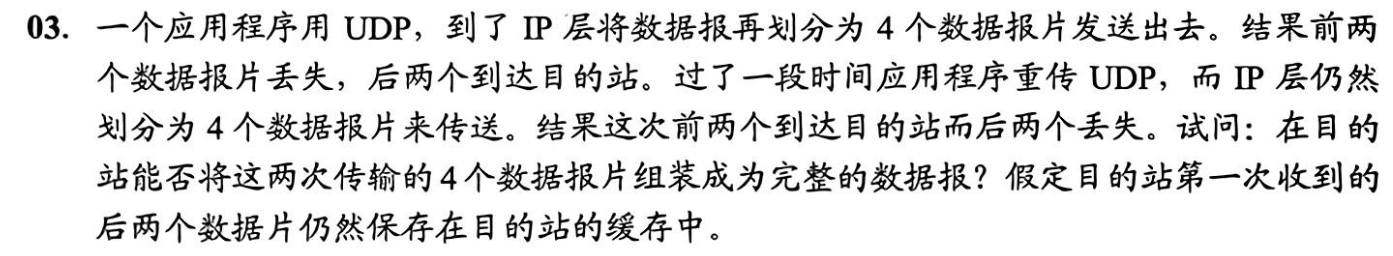 03. 一个应用程序用 UDP，到了 IP 层将数据报再划分为 4 个数据报片发送出去。结果前两
个数据报片丢失，后两个到达目的站。过了一段时间应用程序重传 UDP，而 IP 层仍然
划分为 4 个数据报片来传送。结果这次前两个到达目的站而后两个丢失。试问：在目的
站能否将这两次传输的 4 个数据报片组装成为完整的数据报？假定目的站第一次收到的
后两个数据片仍然保存在目的站的缓存中。